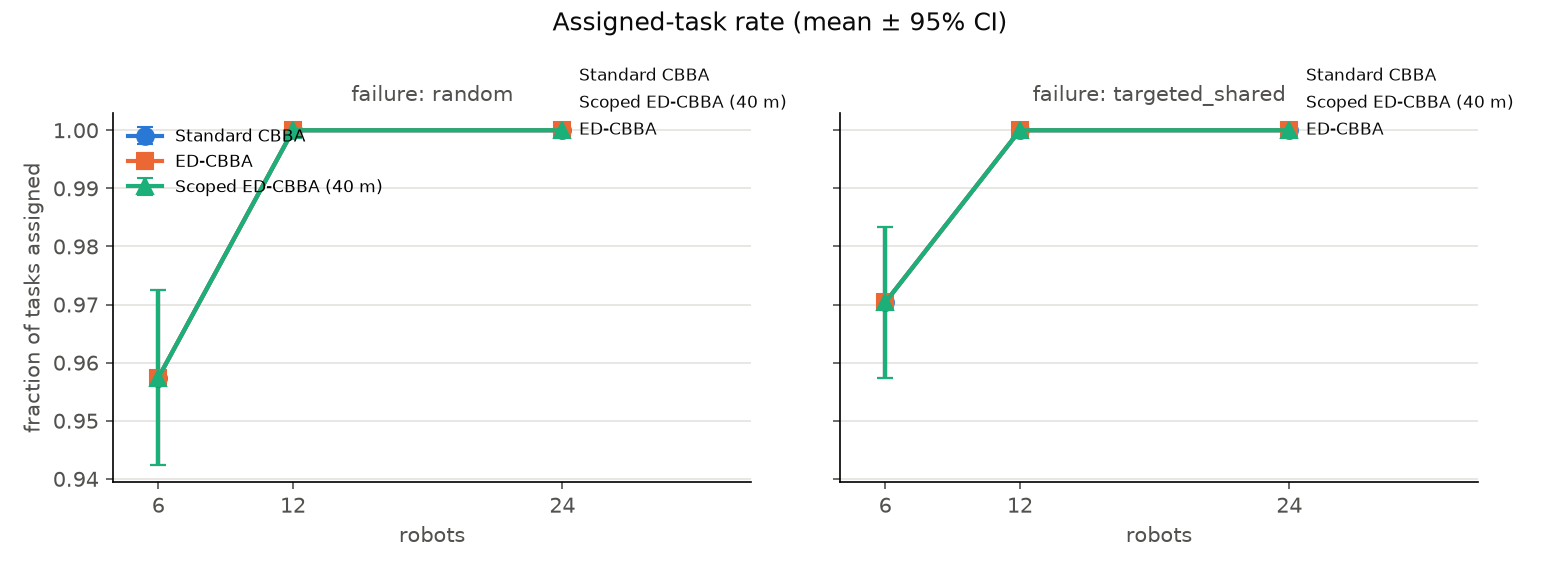 Assigned-task rate (mean ± 95% CI)
failure: random
Standard CBBA
Scoped ED-CBBA (40 m)
ED-CBBA
Standard CBBA
ED-CBBA
Scoped ED-CBBA (40 m)
fraction of tasks assigned
1.00
0.99
0.98
0.97
0.96
0.95
0.94
6 12 24
robots
failure: targeted_shared
Standard CBBA
Scoped ED-CBBA (40 m)
ED-CBBA
6 12 24
robots